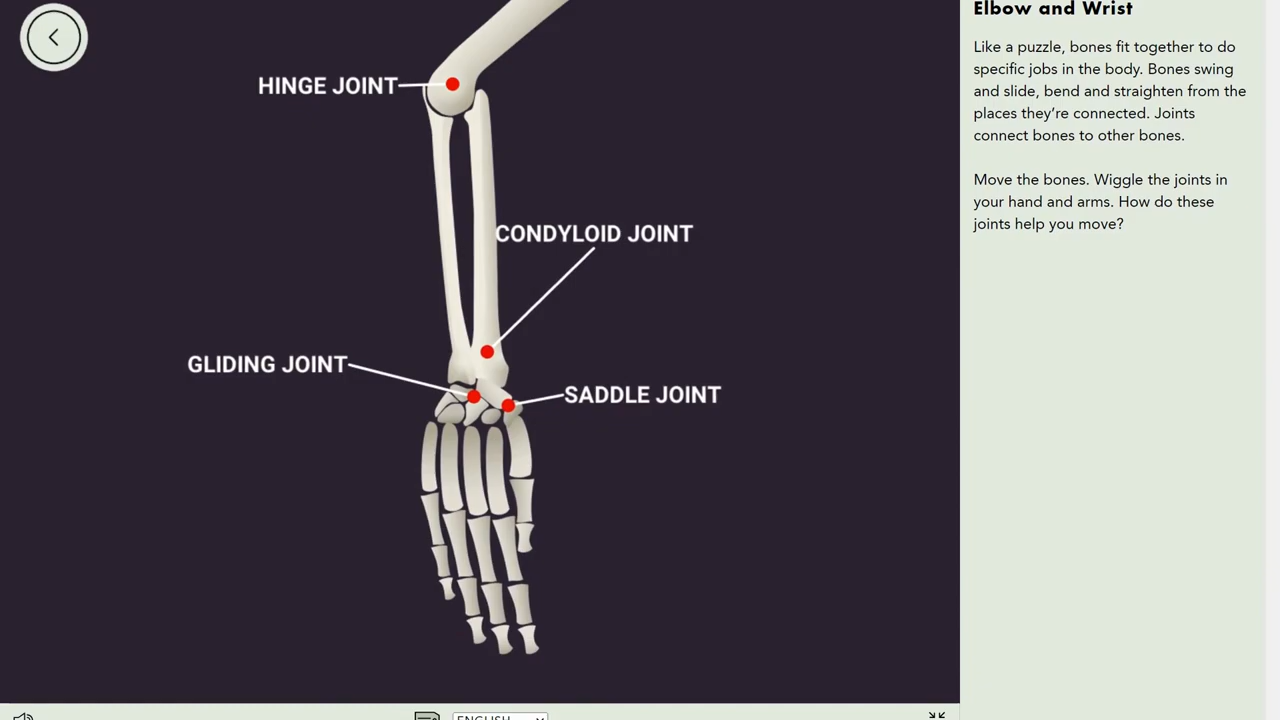 Elbow and Wrist
Like a puzzle, bones fit together to do
specific jobs in the body. Bones swing
and slide, bend and straighten from the
places they’re connected. Joints
connect bones to other bones.
Move the bones. Wiggle the joints in
your hand and arms. How do these
joints help you move?
HINGE JOINT
CONDYLOID JOINT
GLIDING JOINT
SADDLE JOINT
ENGLISH